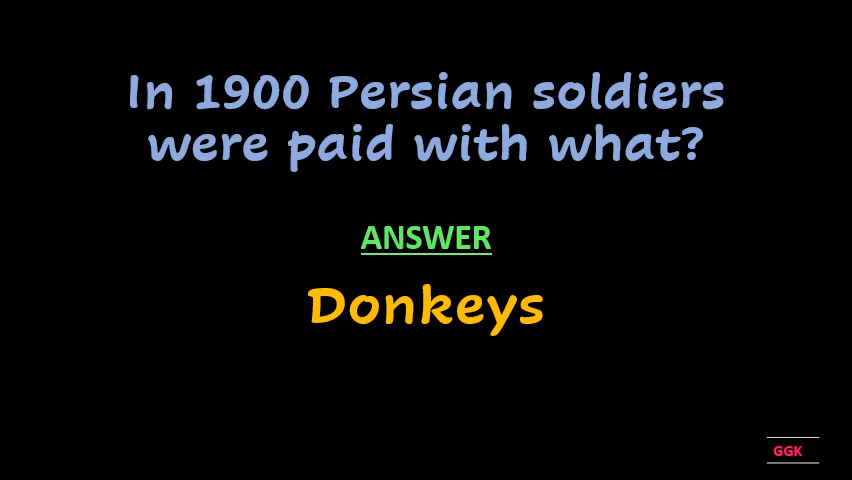 In 1900 Persian soldiers
were paid with what?
ANSWER
Donkeys
GGK